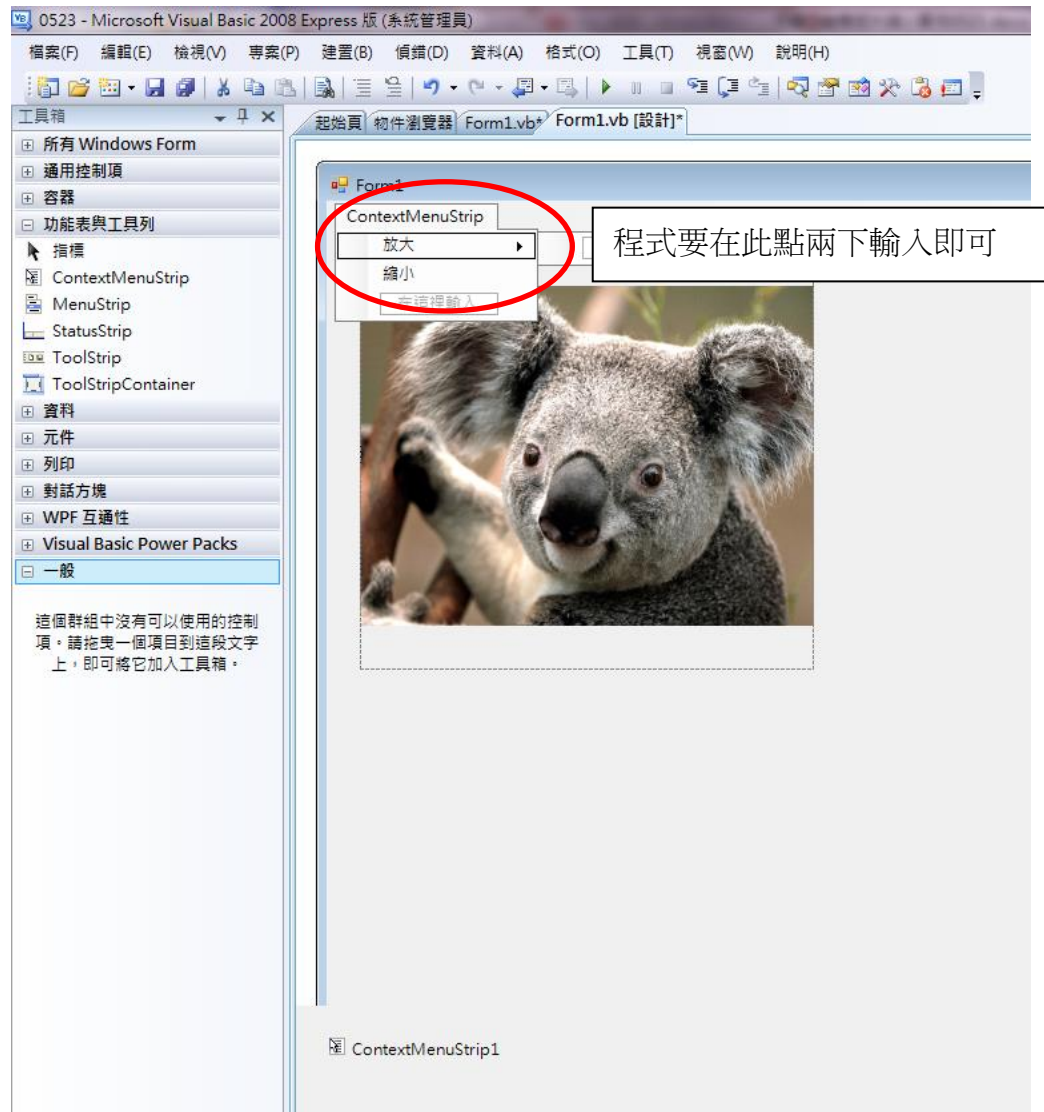 0523 - Microsoft Visual Basic 2008 Express 版 (系統管理員)
檔案(F) 編輯(E) 檢視(V) 專案(P) 建置(B) 偵錯(D) 資料(A) 格式(O) 工具(T) 視窗(W) 說明(H)
工具箱
起始頁 物件瀏覽器 Form1.vb* Form1.vb [設計]*
所有 Windows Form
通用控制項
容器
功能表與工具列
指標
ContextMenuStrip
MenuStrip
StatusStrip
ToolStrip
ToolStripContainer
資料
元件
列印
對話方塊
WPF 互通性
Visual Basic Power Packs
一般
這個群組中沒有可以使用的控制
項。請拖曳一個項目到這段文字
上，即可將它加入工具箱。
Form1
ContextMenuStrip
放大
縮小
在這裡輸入
程式要在此點兩下輸入即可
ContextMenuStrip1